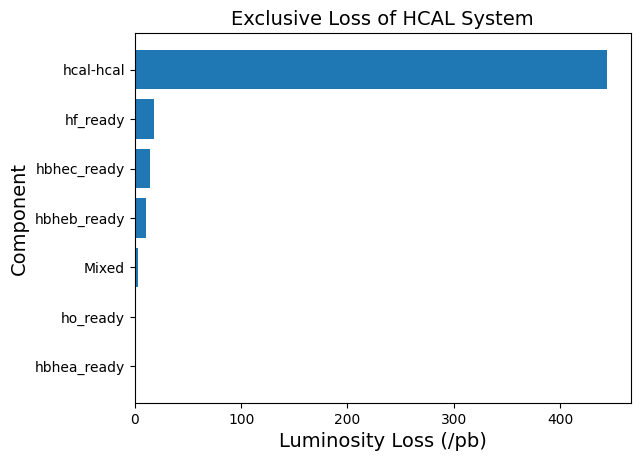 Exclusive Loss of HCAL System
Component
hcal-hcal
hf_ready
hbhec_ready
hbheb_ready
Mixed
ho_ready
hbhea_ready
0 100 200 300 400
Luminosity Loss (/pb)